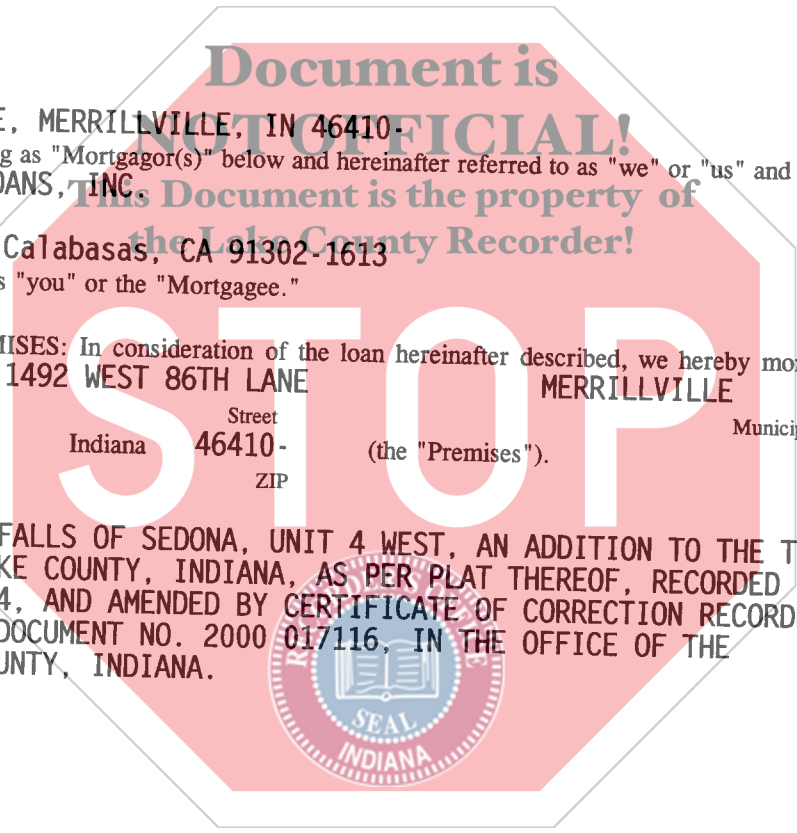 Document is
E, MERRILLVILLE, IN 46410-
NOT OFFICIAL!
g as "Mortgagor(s)" below and hereinafter referred to as "we" or "us" and
OANS, INC.
This Document is the property of
the Lake County Recorder!
Calabasas, CA 91302-1613
s "you" or the "Mortgagee."
STOP
MISES: In consideration of the loan hereinafter described, we hereby mor
1492 WEST 86TH LANE MERRILLVILLE
Street Municip
Indiana 46410- (the "Premises").
ZIP
FALLS OF SEDONA, UNIT 4 WEST, AN ADDITION TO THE T
KE COUNTY, INDIANA, AS PER PLAT THEREOF, RECORDED
4, AND AMENDED BY CERTIFICATE OF CORRECTION RECORD
DOCUMENT NO. 2000 017116, IN THE OFFICE OF THE
UNTY, INDIANA.
SEAL
INDIANA